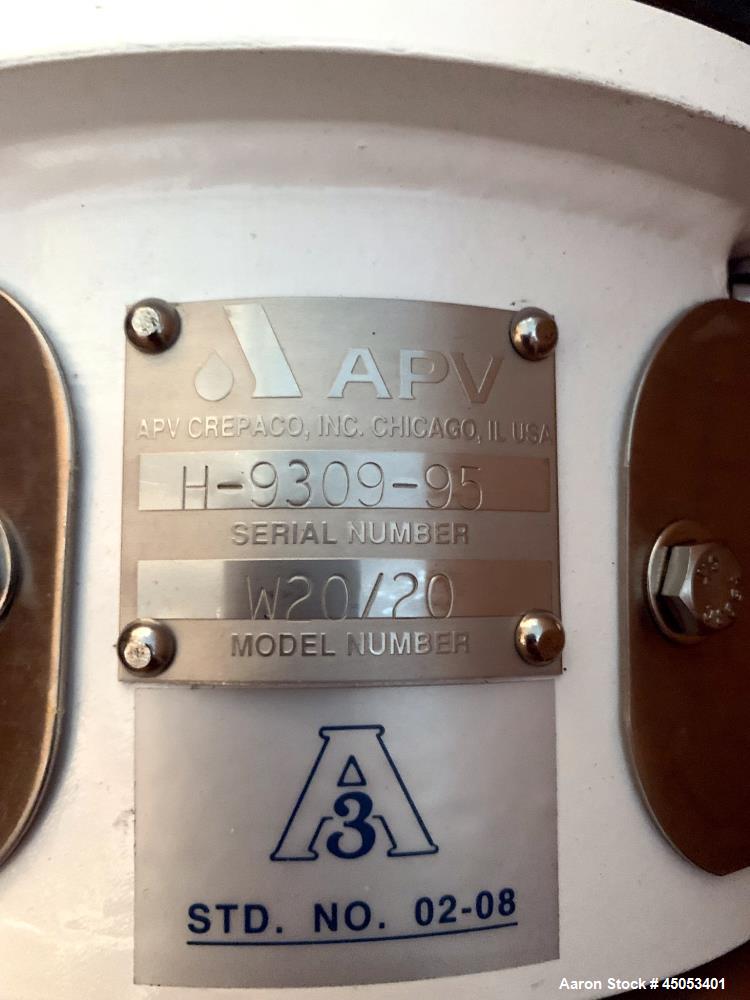 APV
APV CREPACO, INC. CHICAGO, IL USA
H-9309-95
SERIAL NUMBER
W20/20
MODEL NUMBER
A
3
STD. NO. 02-08
Aaron Stock # 45053401